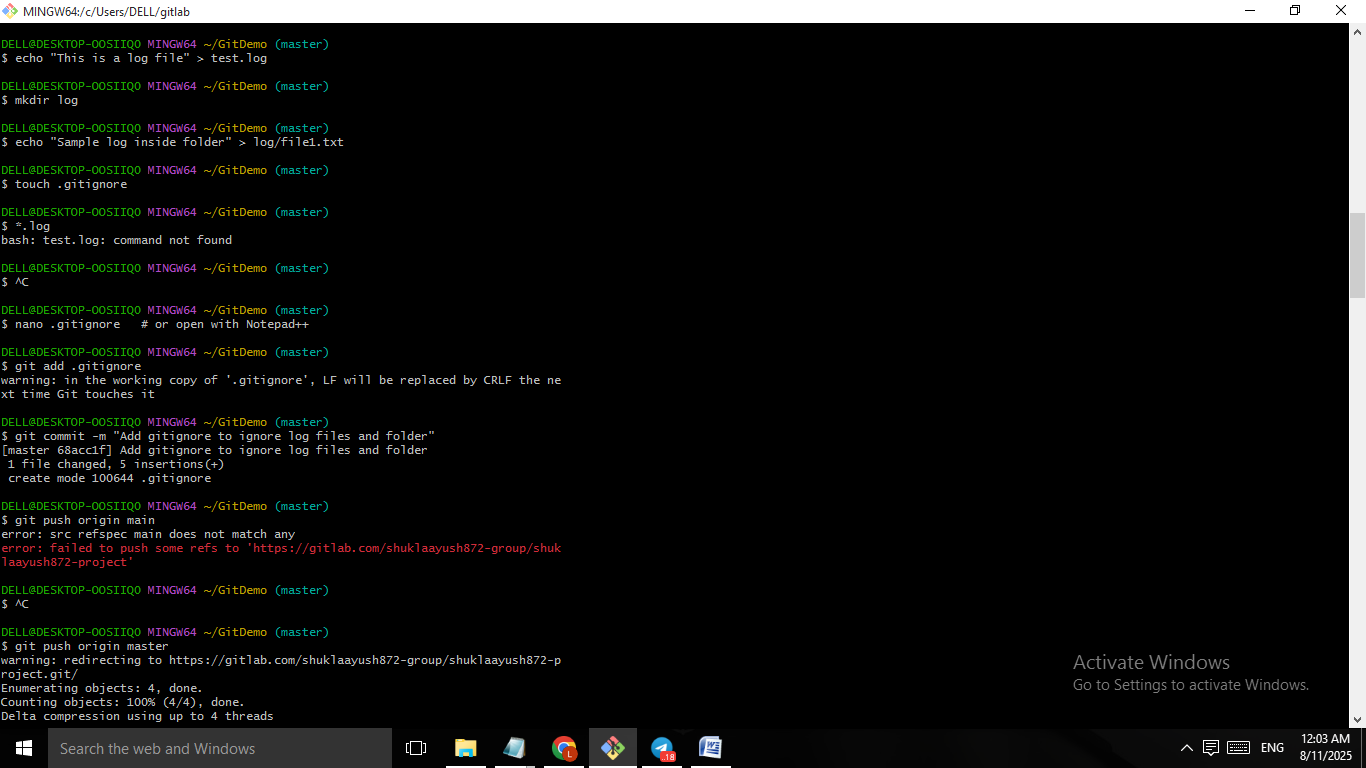 MINGW64:/c/Users/DELL/gitlab
DELL@DESKTOP-OOSIIQO MINGW64 ~/GitDemo (master)
$ echo "This is a log file" > test.log
DELL@DESKTOP-OOSIIQO MINGW64 ~/GitDemo (master)
$ mkdir log
DELL@DESKTOP-OOSIIQO MINGW64 ~/GitDemo (master)
$ echo "Sample log inside folder" > log/file1.txt
DELL@DESKTOP-OOSIIQO MINGW64 ~/GitDemo (master)
$ touch .gitignore
DELL@DESKTOP-OOSIIQO MINGW64 ~/GitDemo (master)
$ *.log
bash: test.log: command not found
DELL@DESKTOP-OOSIIQO MINGW64 ~/GitDemo (master)
$ ^C
DELL@DESKTOP-OOSIIQO MINGW64 ~/GitDemo (master)
$ nano .gitignore   # or open with Notepad++
DELL@DESKTOP-OOSIIQO MINGW64 ~/GitDemo (master)
$ git add .gitignore
warning: in the working copy of '.gitignore', LF will be replaced by CRLF the ne
xt time Git touches it
DELL@DESKTOP-OOSIIQO MINGW64 ~/GitDemo (master)
$ git commit -m "Add gitignore to ignore log files and folder"
[master 68acc1f] Add gitignore to ignore log files and folder
 1 file changed, 5 insertions(+)
 create mode 100644 .gitignore
DELL@DESKTOP-OOSIIQO MINGW64 ~/GitDemo (master)
$ git push origin main
error: src refspec main does not match any
error: failed to push some refs to 'https://gitlab.com/shuklaayush872-group/shuk
laayush872-project'
DELL@DESKTOP-OOSIIQO MINGW64 ~/GitDemo (master)
$ ^C
DELL@DESKTOP-OOSIIQO MINGW64 ~/GitDemo (master)
$ git push origin master
warning: redirecting to https://gitlab.com/shuklaayush872-group/shuklaayush872-p
roject.git/
Enumerating objects: 4, done.
Counting objects: 100% (4/4), done.
Delta compression using up to 4 threads
Activate Windows
Go to Settings to activate Windows.
Search the web and Windows
L
.18
W
ENG
12:03 AM
8/11/2025